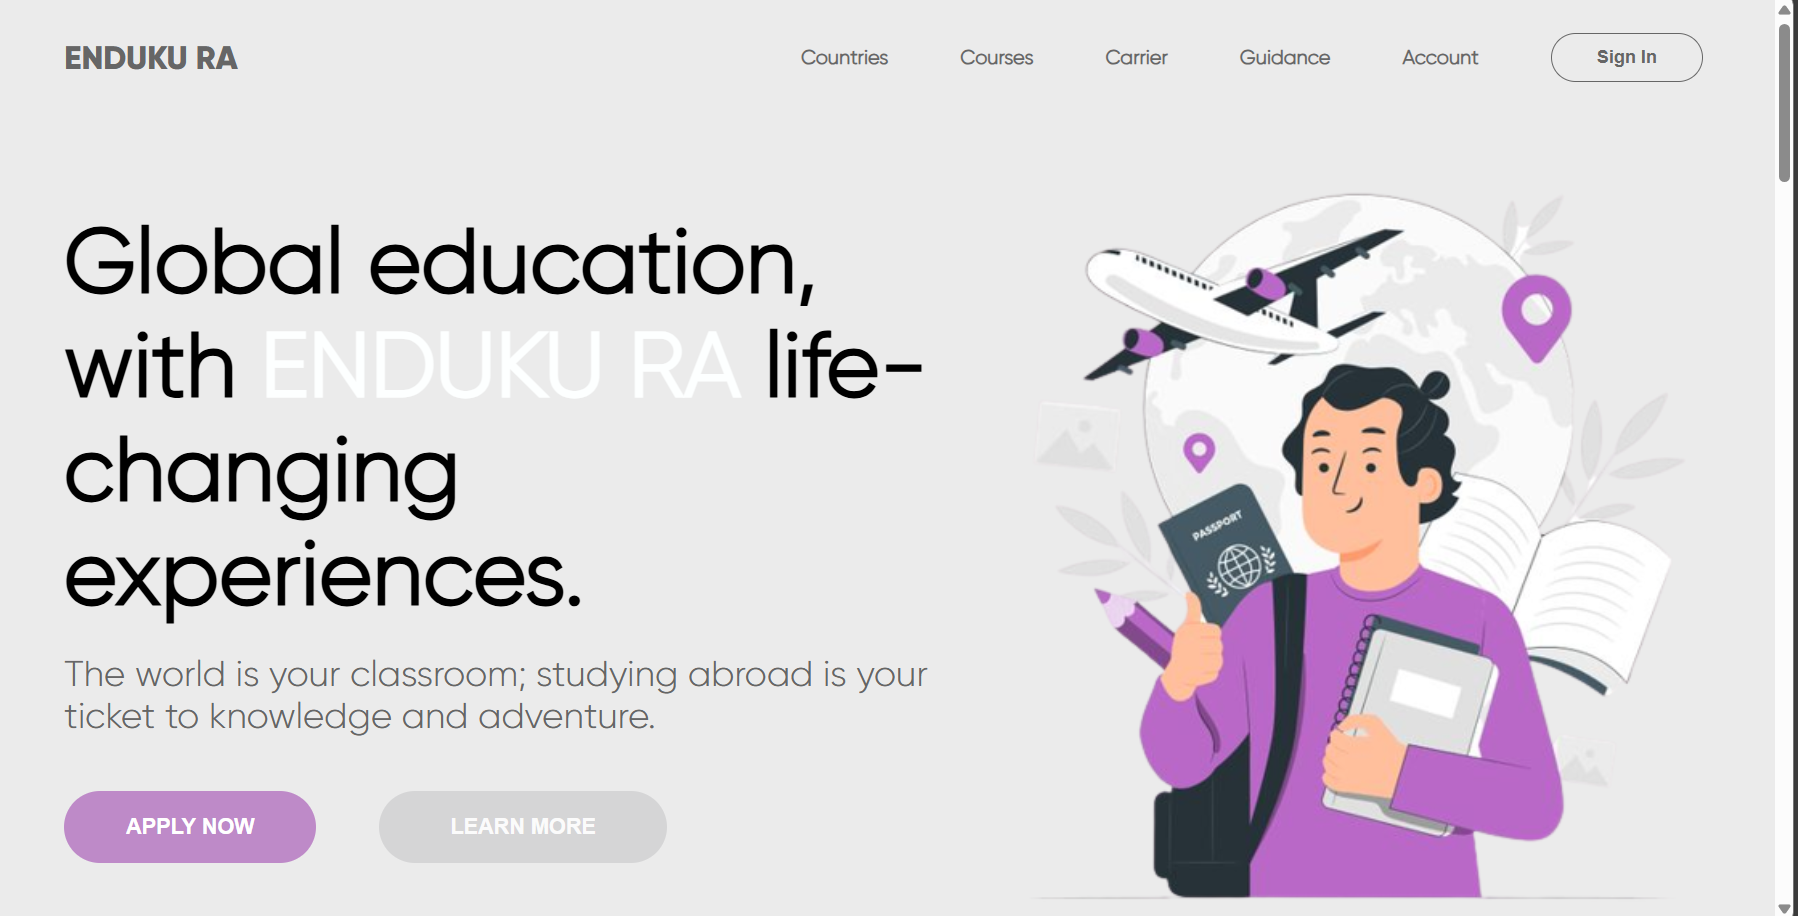 ENDUKU RA
Countries
Courses
Carrier
Guidance
Account
Sign In
Global education,
with ENDUKU RA life-
changing
experiences.
The world is your classroom; studying abroad is your
ticket to knowledge and adventure.
APPLY NOW
LEARN MORE
PASSPORT